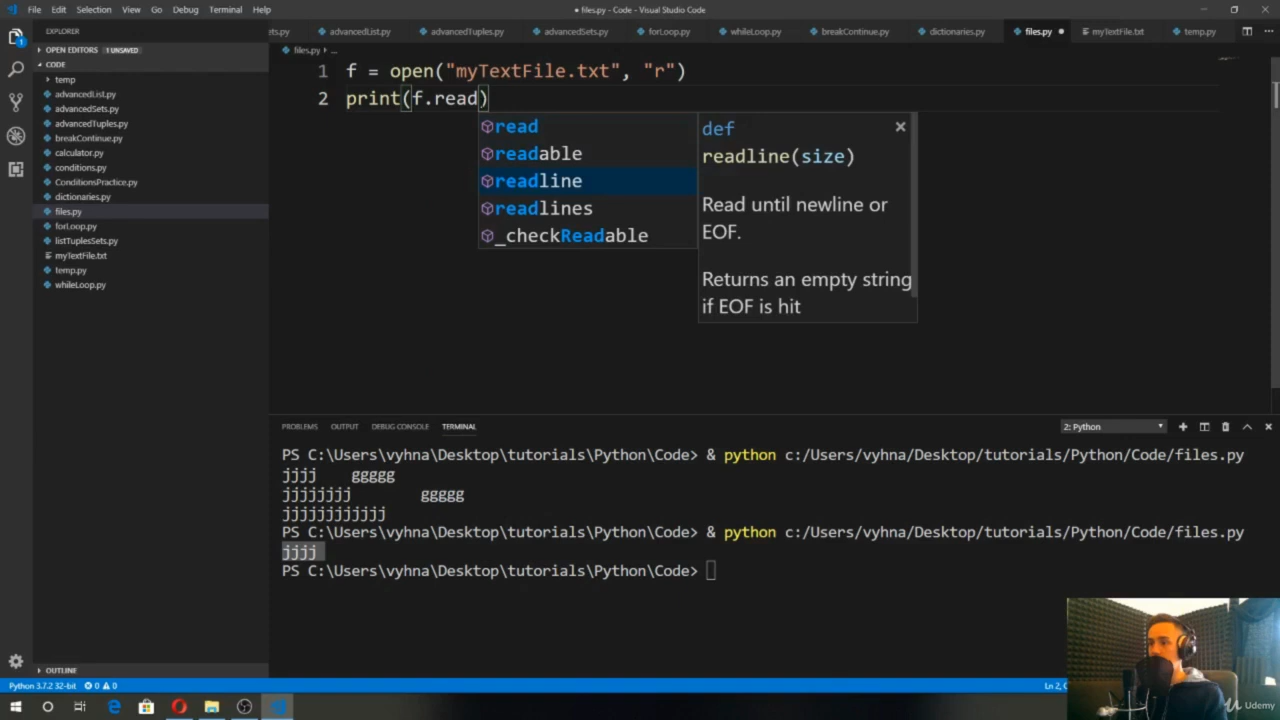 File Edit Selection View Go Debug Terminal Help
files.py - Code - Visual Studio Code
EXPLORER
ets.py advancedList.py advancedTuples.py advancedSets.py forLoop.py whileLoop.py breakContinue.py dictionaries.py files.py myTextFile.txt temp.py
OPEN EDITORS 1 UNSAVED
CODE
temp
advancedList.py
advancedSets.py
advancedTuples.py
breakContinue.py
calculator.py
conditions.py
ConditionsPractice.py
dictionaries.py
files.py
forLoop.py
listTuplesSets.py
myTextFile.txt
temp.py
whileLoop.py
OUTLINE
files.py > ...
1 f = open("myTextFile.txt", "r")
2 print(f.read)
read
readable
readline
readlines
_checkReadable
def
readline(size)
Read until newline or
EOF.
Returns an empty string
if EOF is hit
PROBLEMS OUTPUT DEBUG CONSOLE TERMINAL
2: Python
PS C:\Users\vyhna\Desktop\tutorials\Python\Code> & python c:/Users/vyhna/Desktop/tutorials/Python/Code/files.py
jjjj ggggg
jjjjjjjj ggggg
jjjjjjjjjjjj
PS C:\Users\vyhna\Desktop\tutorials\Python\Code> & python c:/Users/vyhna/Desktop/tutorials/Python/Code/files.py
jjjj
PS C:\Users\vyhna\Desktop\tutorials\Python\Code>
Python 3.7.2 32-bit 0 0
Ln 2,
Udemy